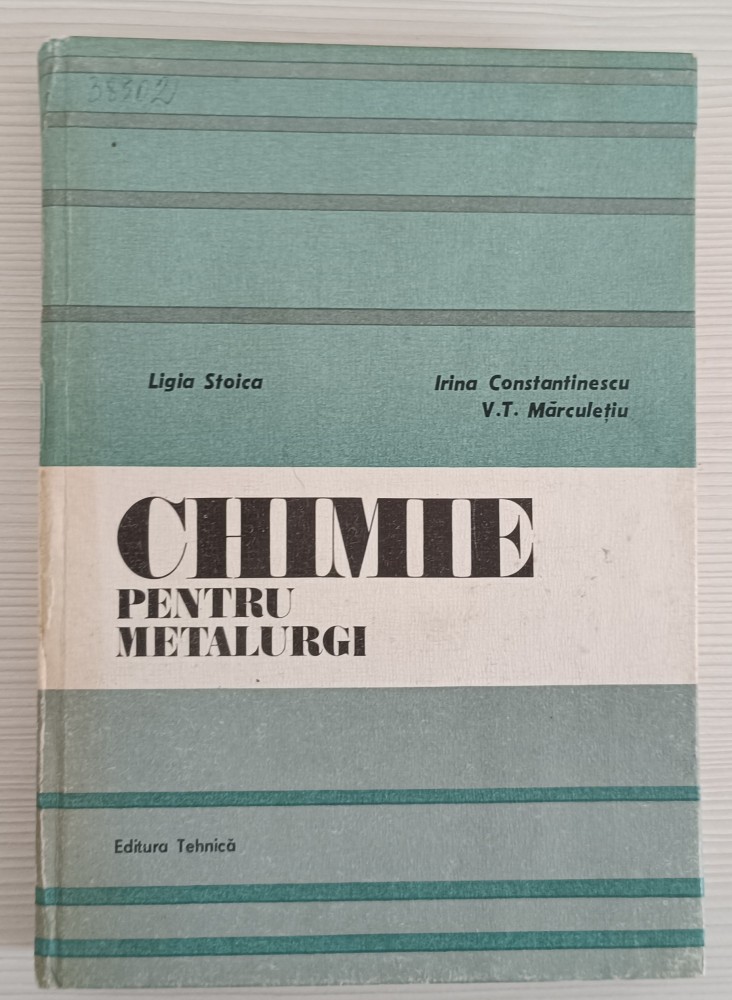 Ligia Stoica
Irina Constantinescu
V.T. Mărculețiu
CHIMIE
PENTRU
METALURGI
Editura Tehnică